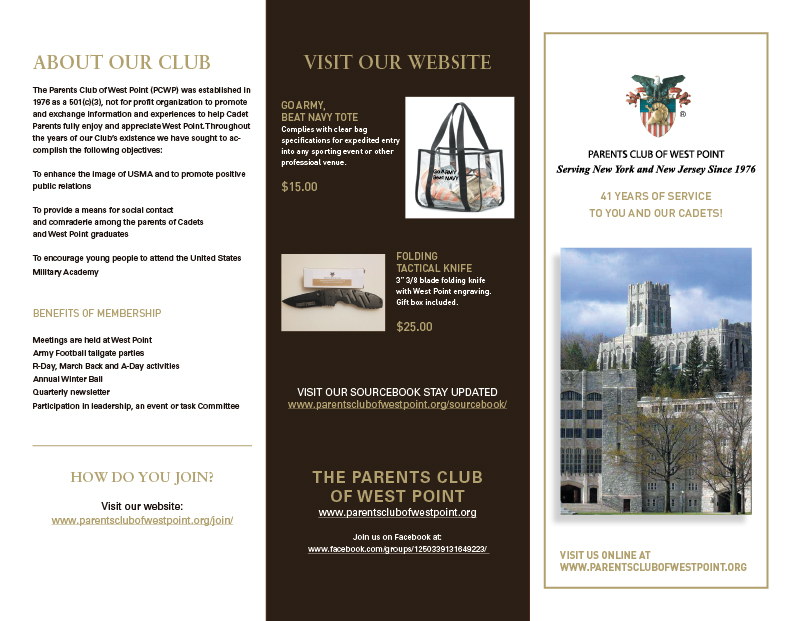 ABOUT OUR CLUB
The Parents Club of West Point (PCWP) was established in
1976 as a 501(c)(3), not for profit organization to promote
and exchange information and experiences to help Cadet
Parents fully enjoy and appreciate West Point. Throughout
the years of our Club's existence we have sought to ac-
complish the following objectives:
To enhance the image of USMA and to promote positive
public relations
To provide a means for social contact
and comraderie among the parents of Cadets
and West Point graduates
To encourage young people to attend the United States
Military Academy
BENEFITS OF MEMBERSHIP
Meetings are held at West Point
Army Football tailgate parties
R-Day, March Back and A-Day activities
Annual Winter Ball
Quarterly newsletter
Participation in leadership, an event or task Committee
HOW DO YOU JOIN?
Visit our website:
www.parentsclubofwestpoint.org/join/
VISIT OUR WEBSITE
GO ARMY,
BEAT NAVY TOTE
Complies with clear bag
specifications for expedited entry
into any sporting event or other
professioal venue.
$15.00
GO ARMY
BEAT NAVY
FOLDING
TACTICAL KNIFE
3" 3/8 blade folding knife
with West Point engraving.
Gift box included.
$25.00
VISIT OUR SOURCEBOOK STAY UPDATED
www.parentsclubofwestpoint.org/sourcebook/
THE PARENTS CLUB
OF WEST POINT
www.parentsclubofwestpoint.org
Join us on Facebook at:
www.facebook.com/groups/1250339131649223/
®
PARENTS CLUB OF WEST POINT
Serving New York and New Jersey Since 1976
41 YEARS OF SERVICE
TO YOU AND OUR CADETS!
VISIT US ONLINE AT
WWW.PARENTSCLUBOFWESTPOINT.ORG